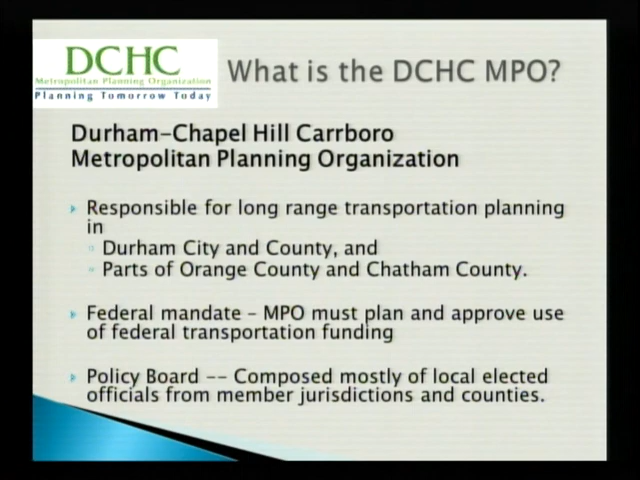 DCHC
Metropolitan Planning Organization
Planning Tomorrow Today
What is the DCHC MPO?
Durham-Chapel Hill Carrboro
Metropolitan Planning Organization
Responsible for long range transportation planning
in
Durham City and County, and
Parts of Orange County and Chatham County.
Federal mandate - MPO must plan and approve use
of federal transportation funding
Policy Board -- Composed mostly of local elected
officials from member jurisdictions and counties.